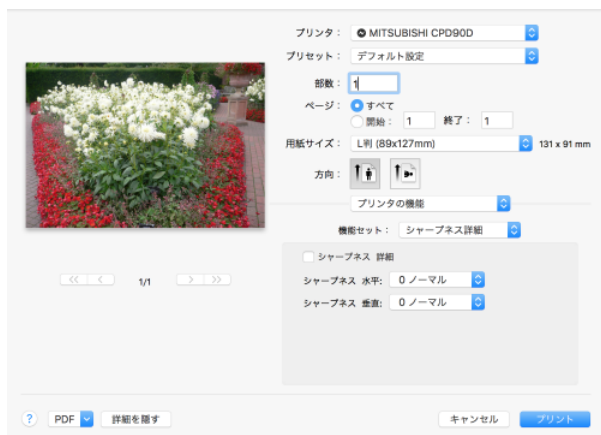 プリンタ： MITSUBISHI CPD90D
プリセット： デフォルト設定
部数： 1
ページ： すべて
開始： 1 終了： 1
用紙サイズ： L判 (89x127mm) 131 x 91 mm
方向：
プリンタの機能
機能セット： シャープネス詳細
シャープネス 詳細
シャープネス 水平: 0 ノーマル
シャープネス 垂直: 0 ノーマル
<< < 1/1 > >>
? PDF 詳細を隠す キャンセル プリント